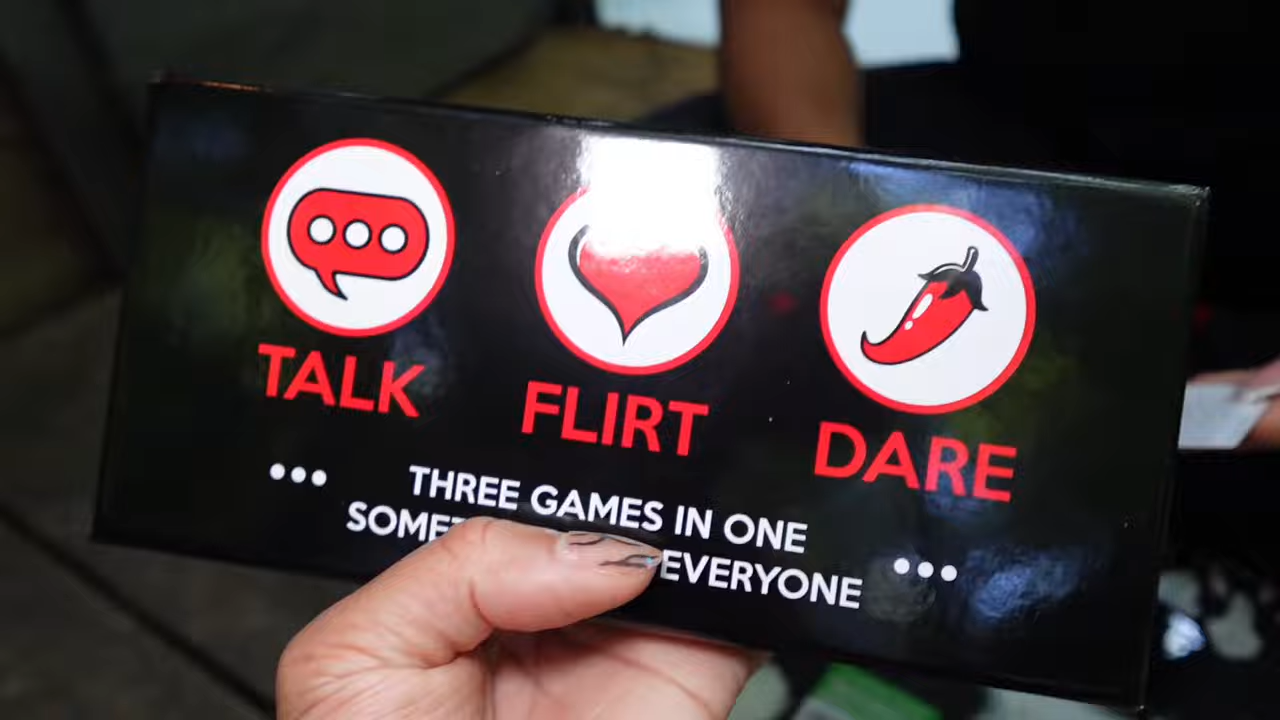 TALK
FLIRT
DARE
THREE GAMES IN ONE
EVERYONE